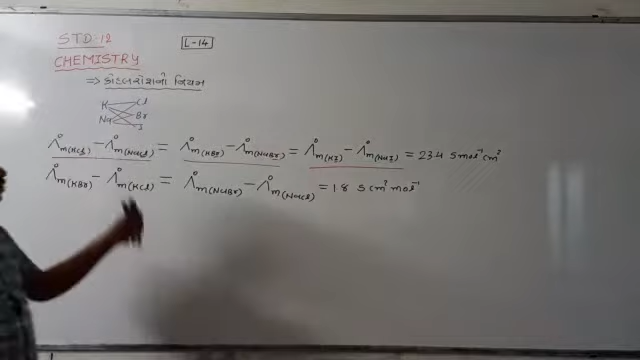 STD:-12
L-14
CHEMISTRY
⇒ કોહલરોશનો નિયમ
K Cl
Br
Na I
Λ°m(KCl) - Λ°m(NaCl) = Λ°m(KBr) - Λ°m(NaBr) = Λ°m(KI) - Λ°m(NaI) = 23.4 S mol⁻¹ cm²
Λ°m(KBr) - Λ°m(KCl) = Λ°m(NaBr) - Λ°m(NaCl) = 1.8 S cm² mol⁻¹